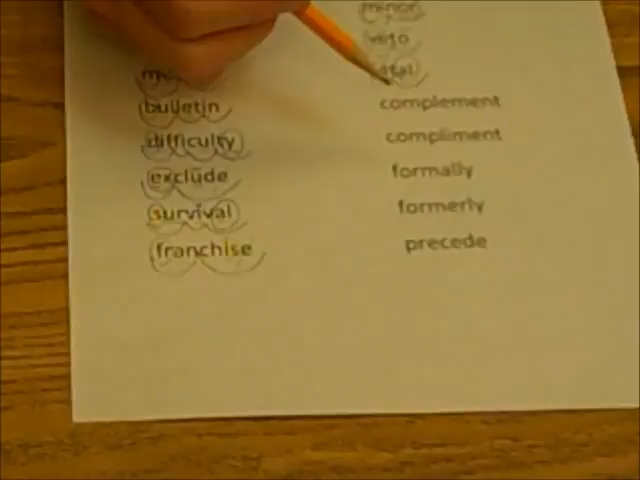 minor
veto
bulletin
complement
difficulty
compliment
exclude
formally
survival
formerly
franchise
precede